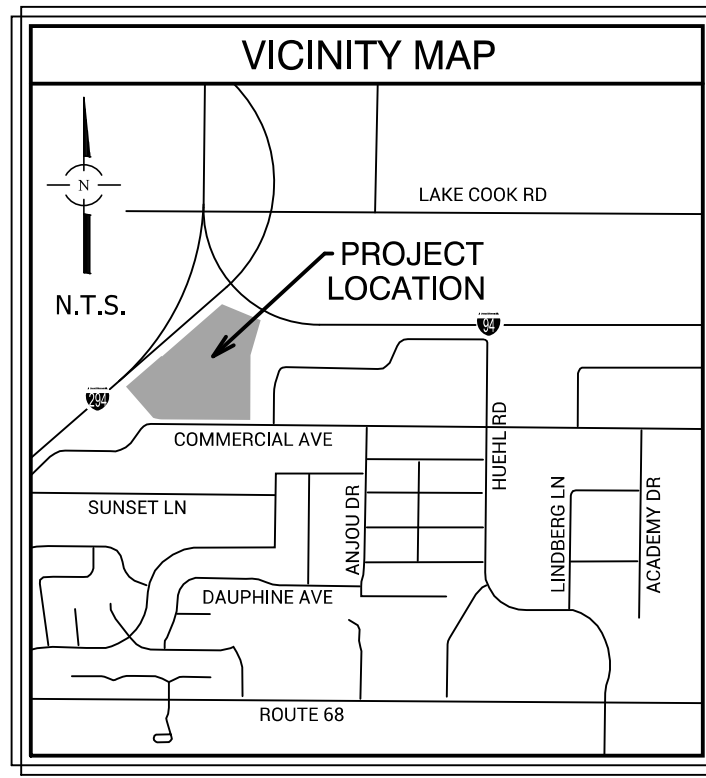 VICINITY MAP
N
N.T.S.
LAKE COOK RD
PROJECT
LOCATION
94
294
COMMERCIAL AVE
HUEHL RD
SUNSET LN
ANJOU DR
LINDBERG LN
ACADEMY DR
DAUPHINE AVE
ROUTE 68